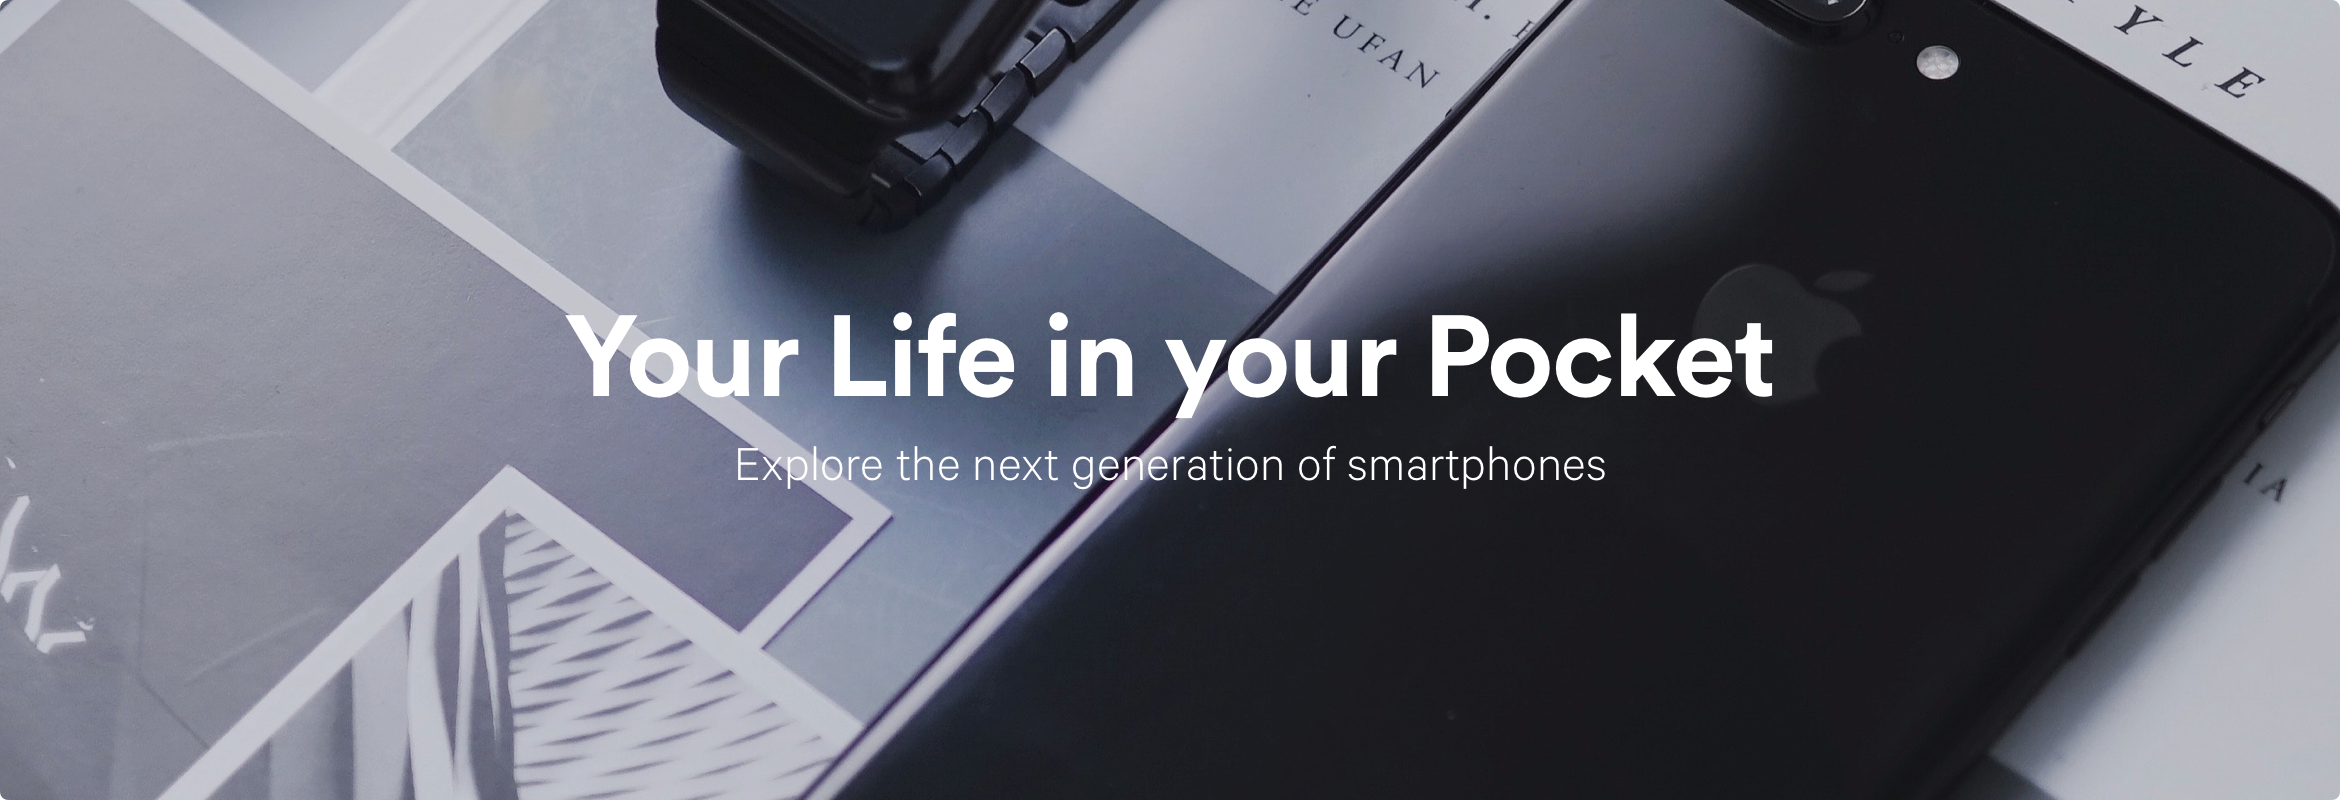 E UFAN
YLE
Your Life in your Pocket
Explore the next generation of smartphones
IA